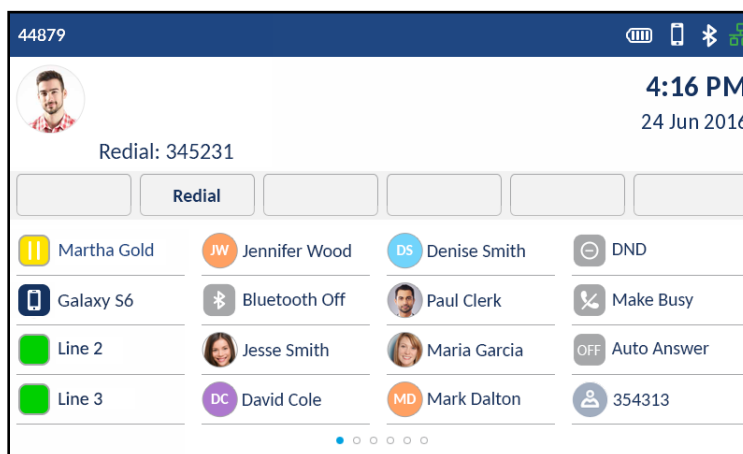 44879
4:16 PM
24 Jun 2016
Redial: 345231
Redial
Martha Gold
JW Jennifer Wood
DS Denise Smith
DND
Galaxy S6
Bluetooth Off
Paul Clerk
Make Busy
Line 2
Jesse Smith
Maria Garcia
OFF Auto Answer
Line 3
DC David Cole
MD Mark Dalton
354313